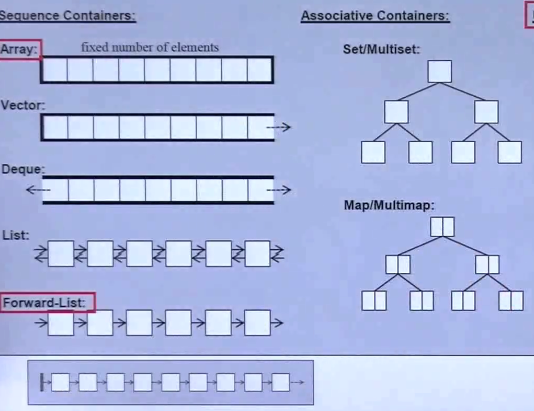 Sequence Containers:
Associative Containers:
Array:
fixed number of elements
Set/Multiset:
Vector:
Deque:
Map/Multimap:
List:
Forward-List: